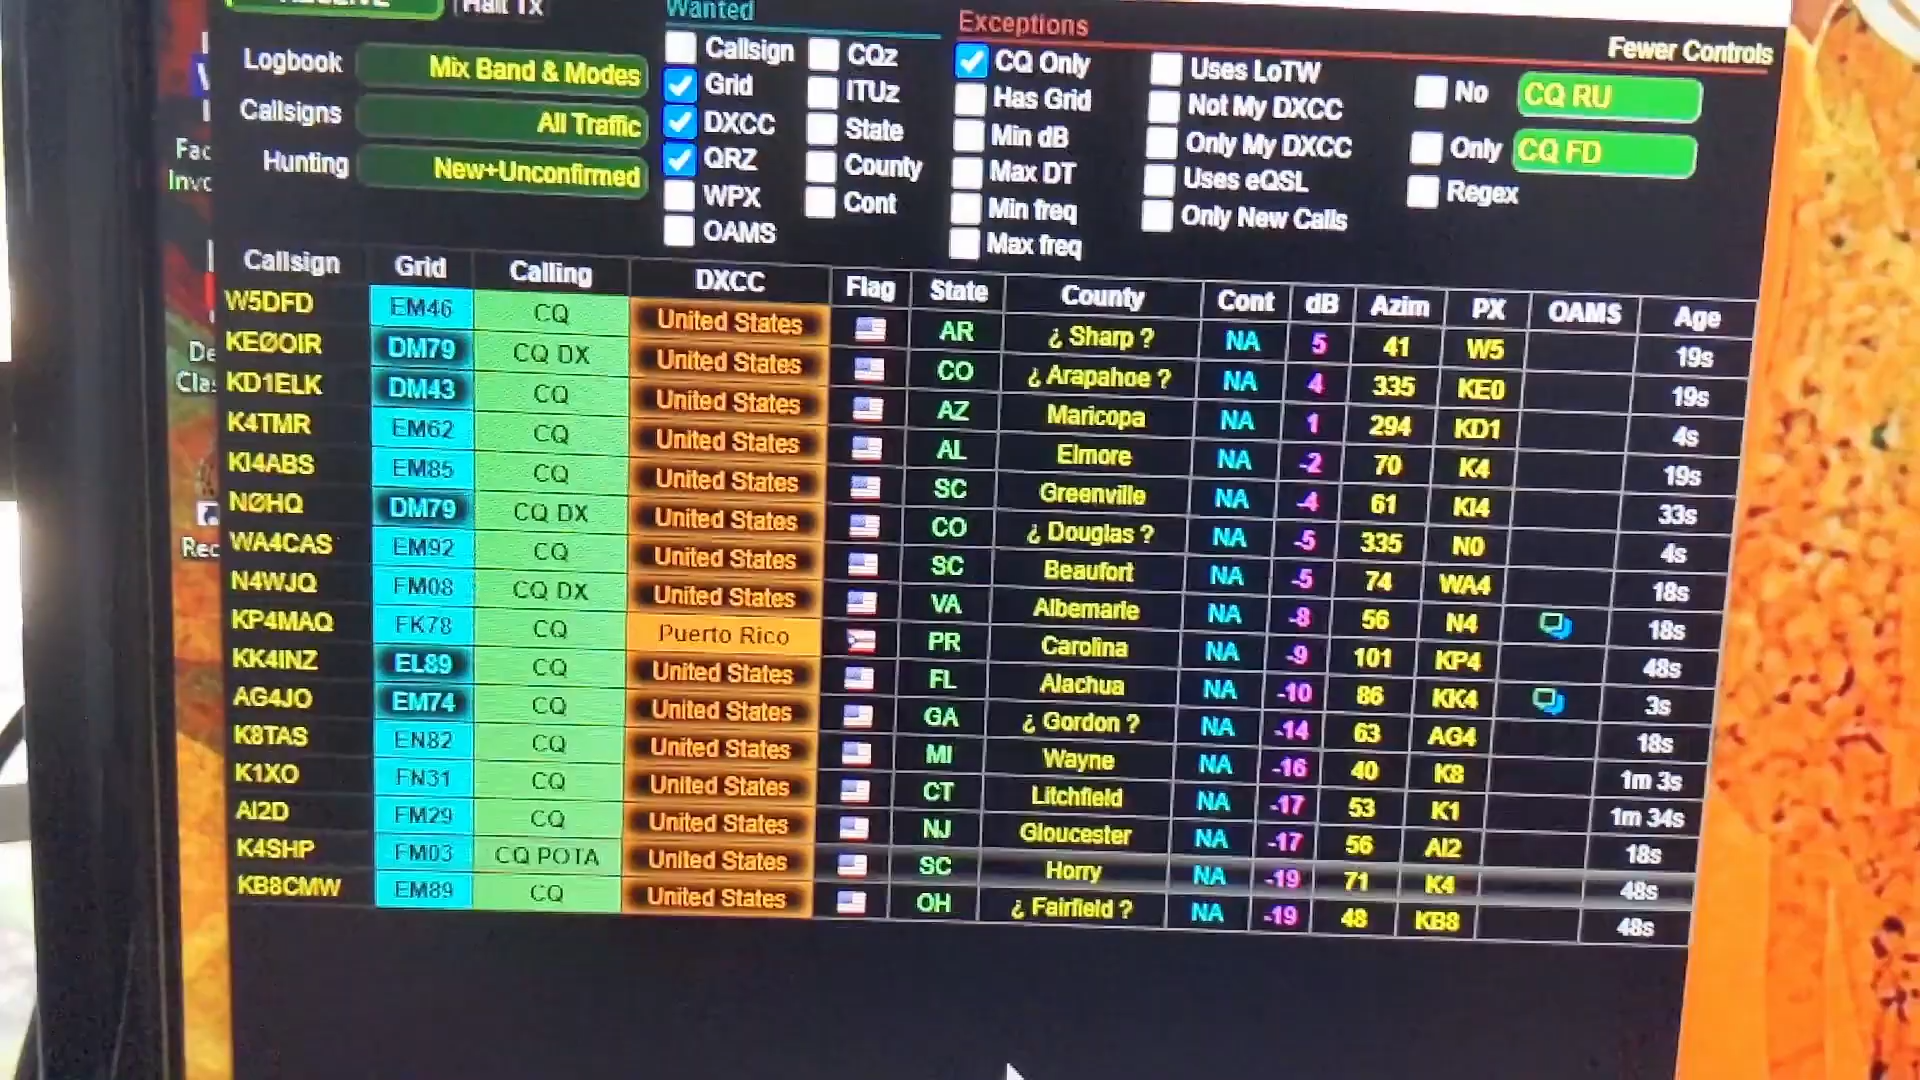 Halt TX
Wanted
Exceptions
Fewer Controls
Logbook Mix Band & Modes
Callsigns All Traffic
Hunting New+Unconfirmed
Callsign CQz
Grid ITUz
DXCC State
QRZ County
WPX Cont
OAMS
CQ Only Uses LoTW No CQ RU
Has Grid Not My DXCC
Min dB Only My DXCC Only CQ FD
Max DT Uses eQSL Regex
Min freq Only New Calls
Max freq
Callsign Grid Calling DXCC Flag State County Cont dB Azim PX OAMS Age
W5DFD EM46 CQ United States AR ¿ Sharp ? NA 5 41 W5 19s
KEØOIR DM79 CQ DX United States CO ¿ Arapahoe ? NA 4 335 KE0 19s
KD1ELK DM43 CQ United States AZ Maricopa NA 1 294 KD1 4s
K4TMR EM62 CQ United States AL Elmore NA -2 70 K4 19s
KI4ABS EM85 CQ United States SC Greenville NA -4 61 KI4 33s
NØHQ DM79 CQ DX United States CO ¿ Douglas ? NA -5 335 N0 4s
WA4CAS EM92 CQ United States SC Beaufort NA -5 74 WA4 18s
N4WJQ FM08 CQ DX United States VA Albemarle NA -8 56 N4 18s
KP4MAQ FK78 CQ Puerto Rico PR Carolina NA -9 101 KP4 48s
KK4INZ EL89 CQ United States FL Alachua NA -10 86 KK4 3s
AG4JO EM74 CQ United States GA ¿ Gordon ? NA -14 63 AG4 18s
K8TAS EN82 CQ United States MI Wayne NA -16 40 K8 1m 3s
K1XO FN31 CQ United States CT Litchfield NA -17 53 K1 1m 34s
AI2D FM29 CQ United States NJ Gloucester NA -17 56 AI2 18s
K4SHP FM03 CQ POTA United States SC Horry NA -19 71 K4 48s
KB8CMW EM89 CQ United States OH ¿ Fairfield ? NA -19 48 KB8 48s
Fac
Invo
De
Cla
Rec